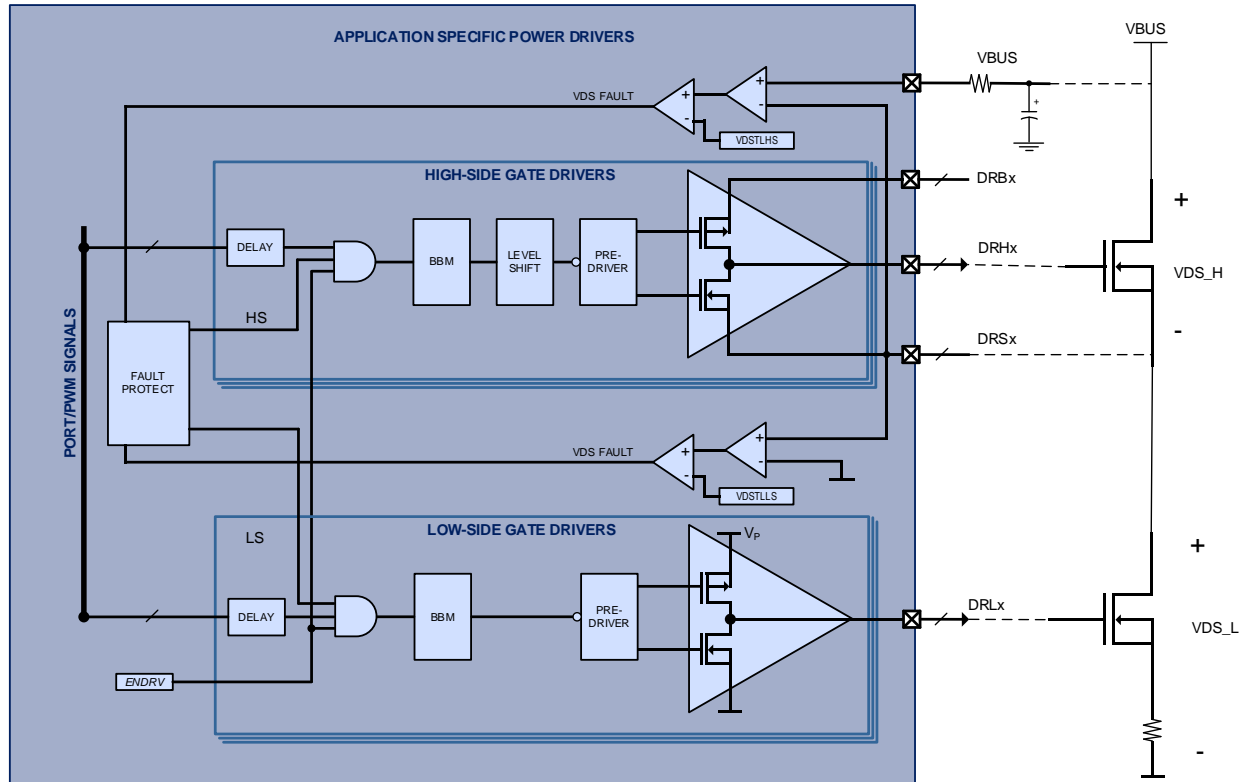 APPLICATION SPECIFIC POWER DRIVERS
VBUS
VBUS
+
-
+
-
VDS FAULT
VDSTLHS
+
HIGH-SIDE GATE DRIVERS
DRBx
+
DELAY
BBM
LEVEL
SHIFT
PRE-
DRIVER
DRHx
VDS_H
HS
-
DRSx
FAULT
PROTECT
PORT/PWM SIGNALS
+
-
+
-
VDS FAULT
VDSTLLS
LOW-SIDE GATE DRIVERS
LS
VP
+
DELAY
BBM
PRE-
DRIVER
DRLx
VDS_L
ENDRV
-